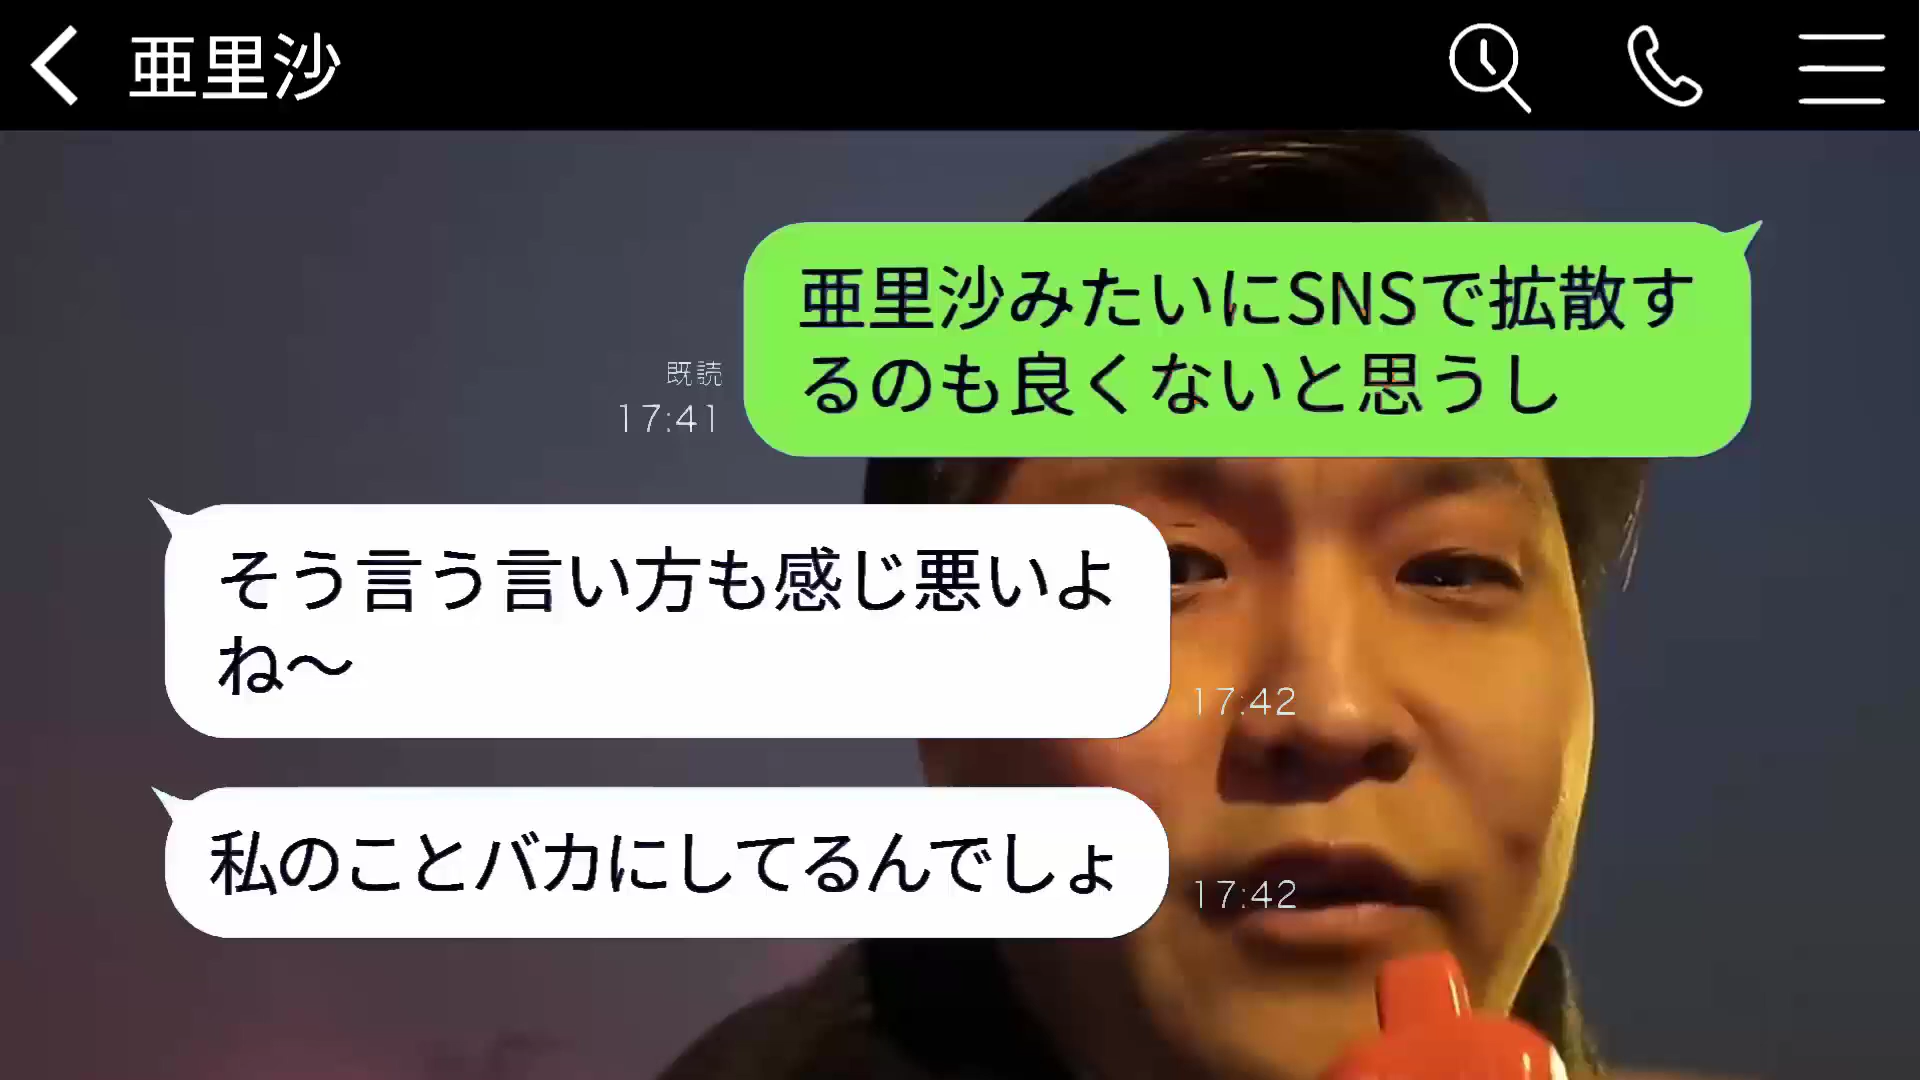 亜里沙
亜里沙みたいにSNSで拡散す
るのも良くないと思うし
既読
17:41
そう言う言い方も感じ悪いよ
ね〜
17:42
私のことバカにしてるんでしょ
17:42